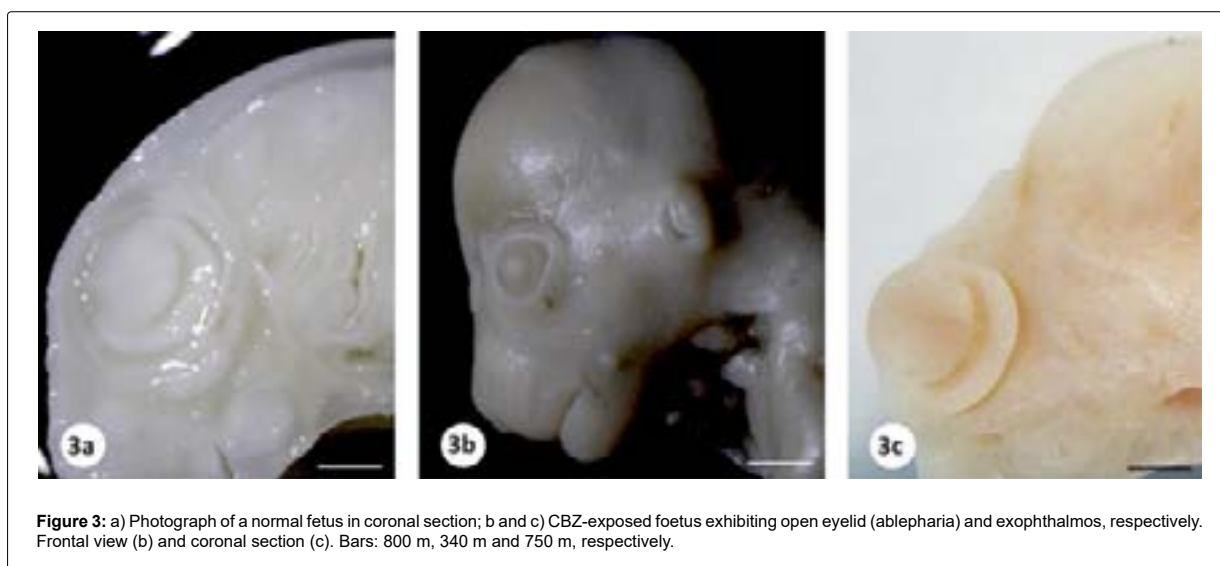 3a
3b
3c
Figure 3: a) Photograph of a normal fetus in coronal section; b and c) CBZ-exposed foetus exhibiting open eyelid (ablepharia) and exophthalmos, respectively.
Frontal view (b) and coronal section (c). Bars: 800 m, 340 m and 750 m, respectively.